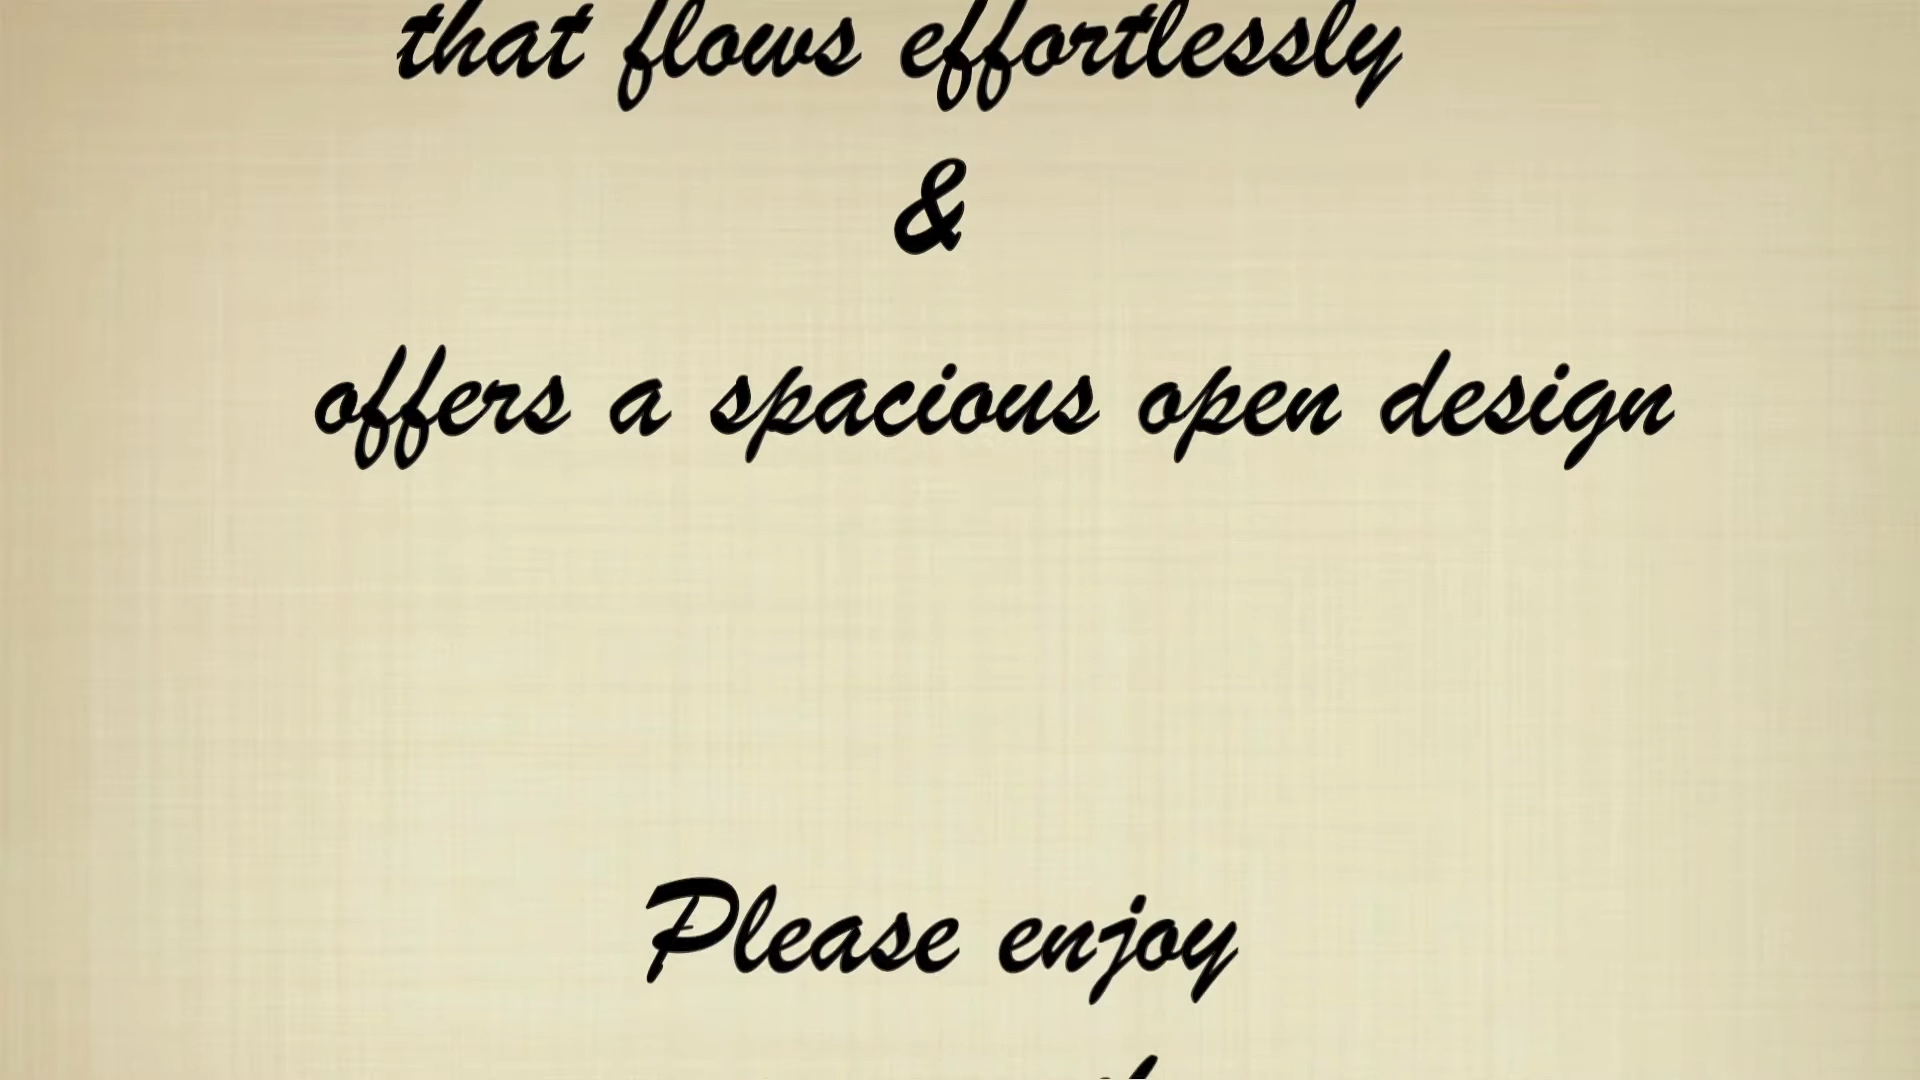 that flows effortlessly
&
offers a spacious open design
Please enjoy